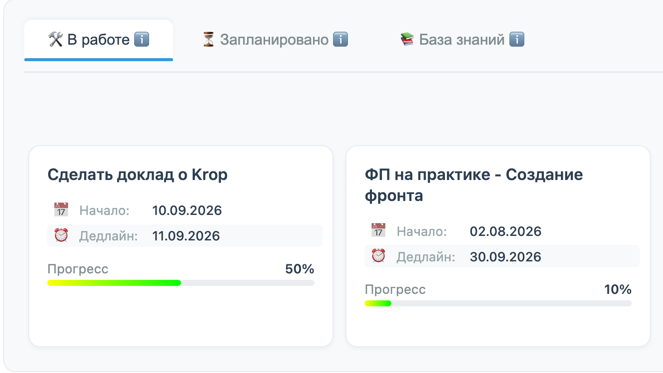 🛠️ В работе ℹ️
⏳ Запланировано ℹ️
📚 База знаний ℹ️
Сделать доклад о Krop
📅 Начало: 10.09.2026
⏰ Дедлайн: 11.09.2026
Прогресс 50%
ФП на практике - Создание
фронта
📅 Начало: 02.08.2026
⏰ Дедлайн: 30.09.2026
Прогресс 10%